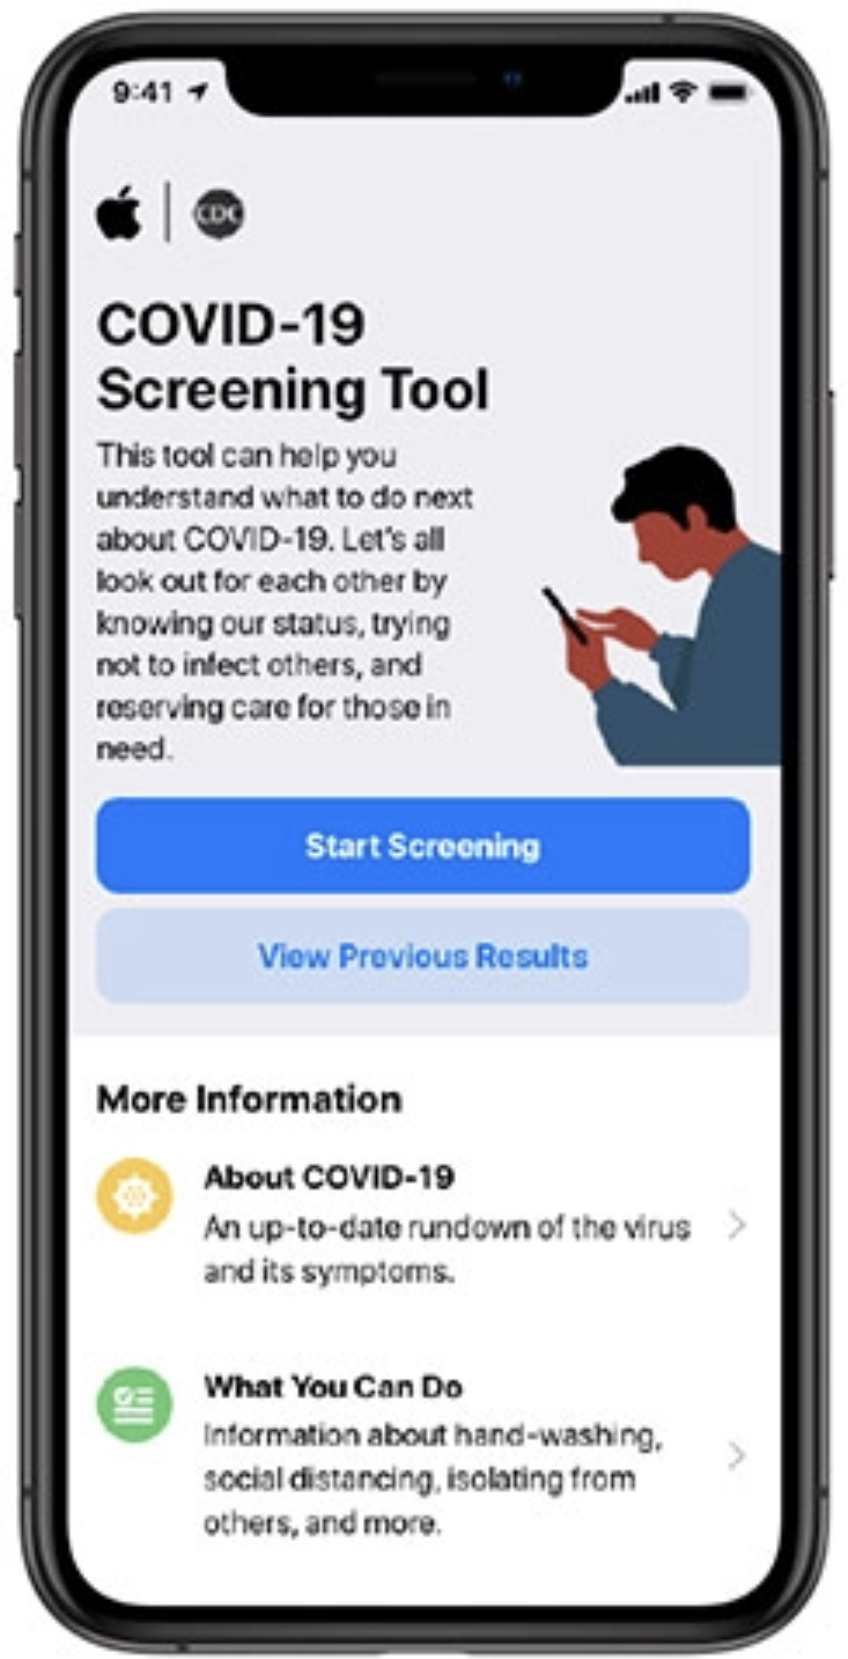 9:41
CDC
COVID-19
Screening Tool
This tool can help you
understand what to do next
about COVID-19. Let's all
look out for each other by
knowing our status, trying
not to infect others, and
reserving care for those in
need.
Start Screening
View Previous Results
More Information
About COVID-19
An up-to-date rundown of the virus
and its symptoms.
What You Can Do
Information about hand-washing,
social distancing, isolating from
others, and more.